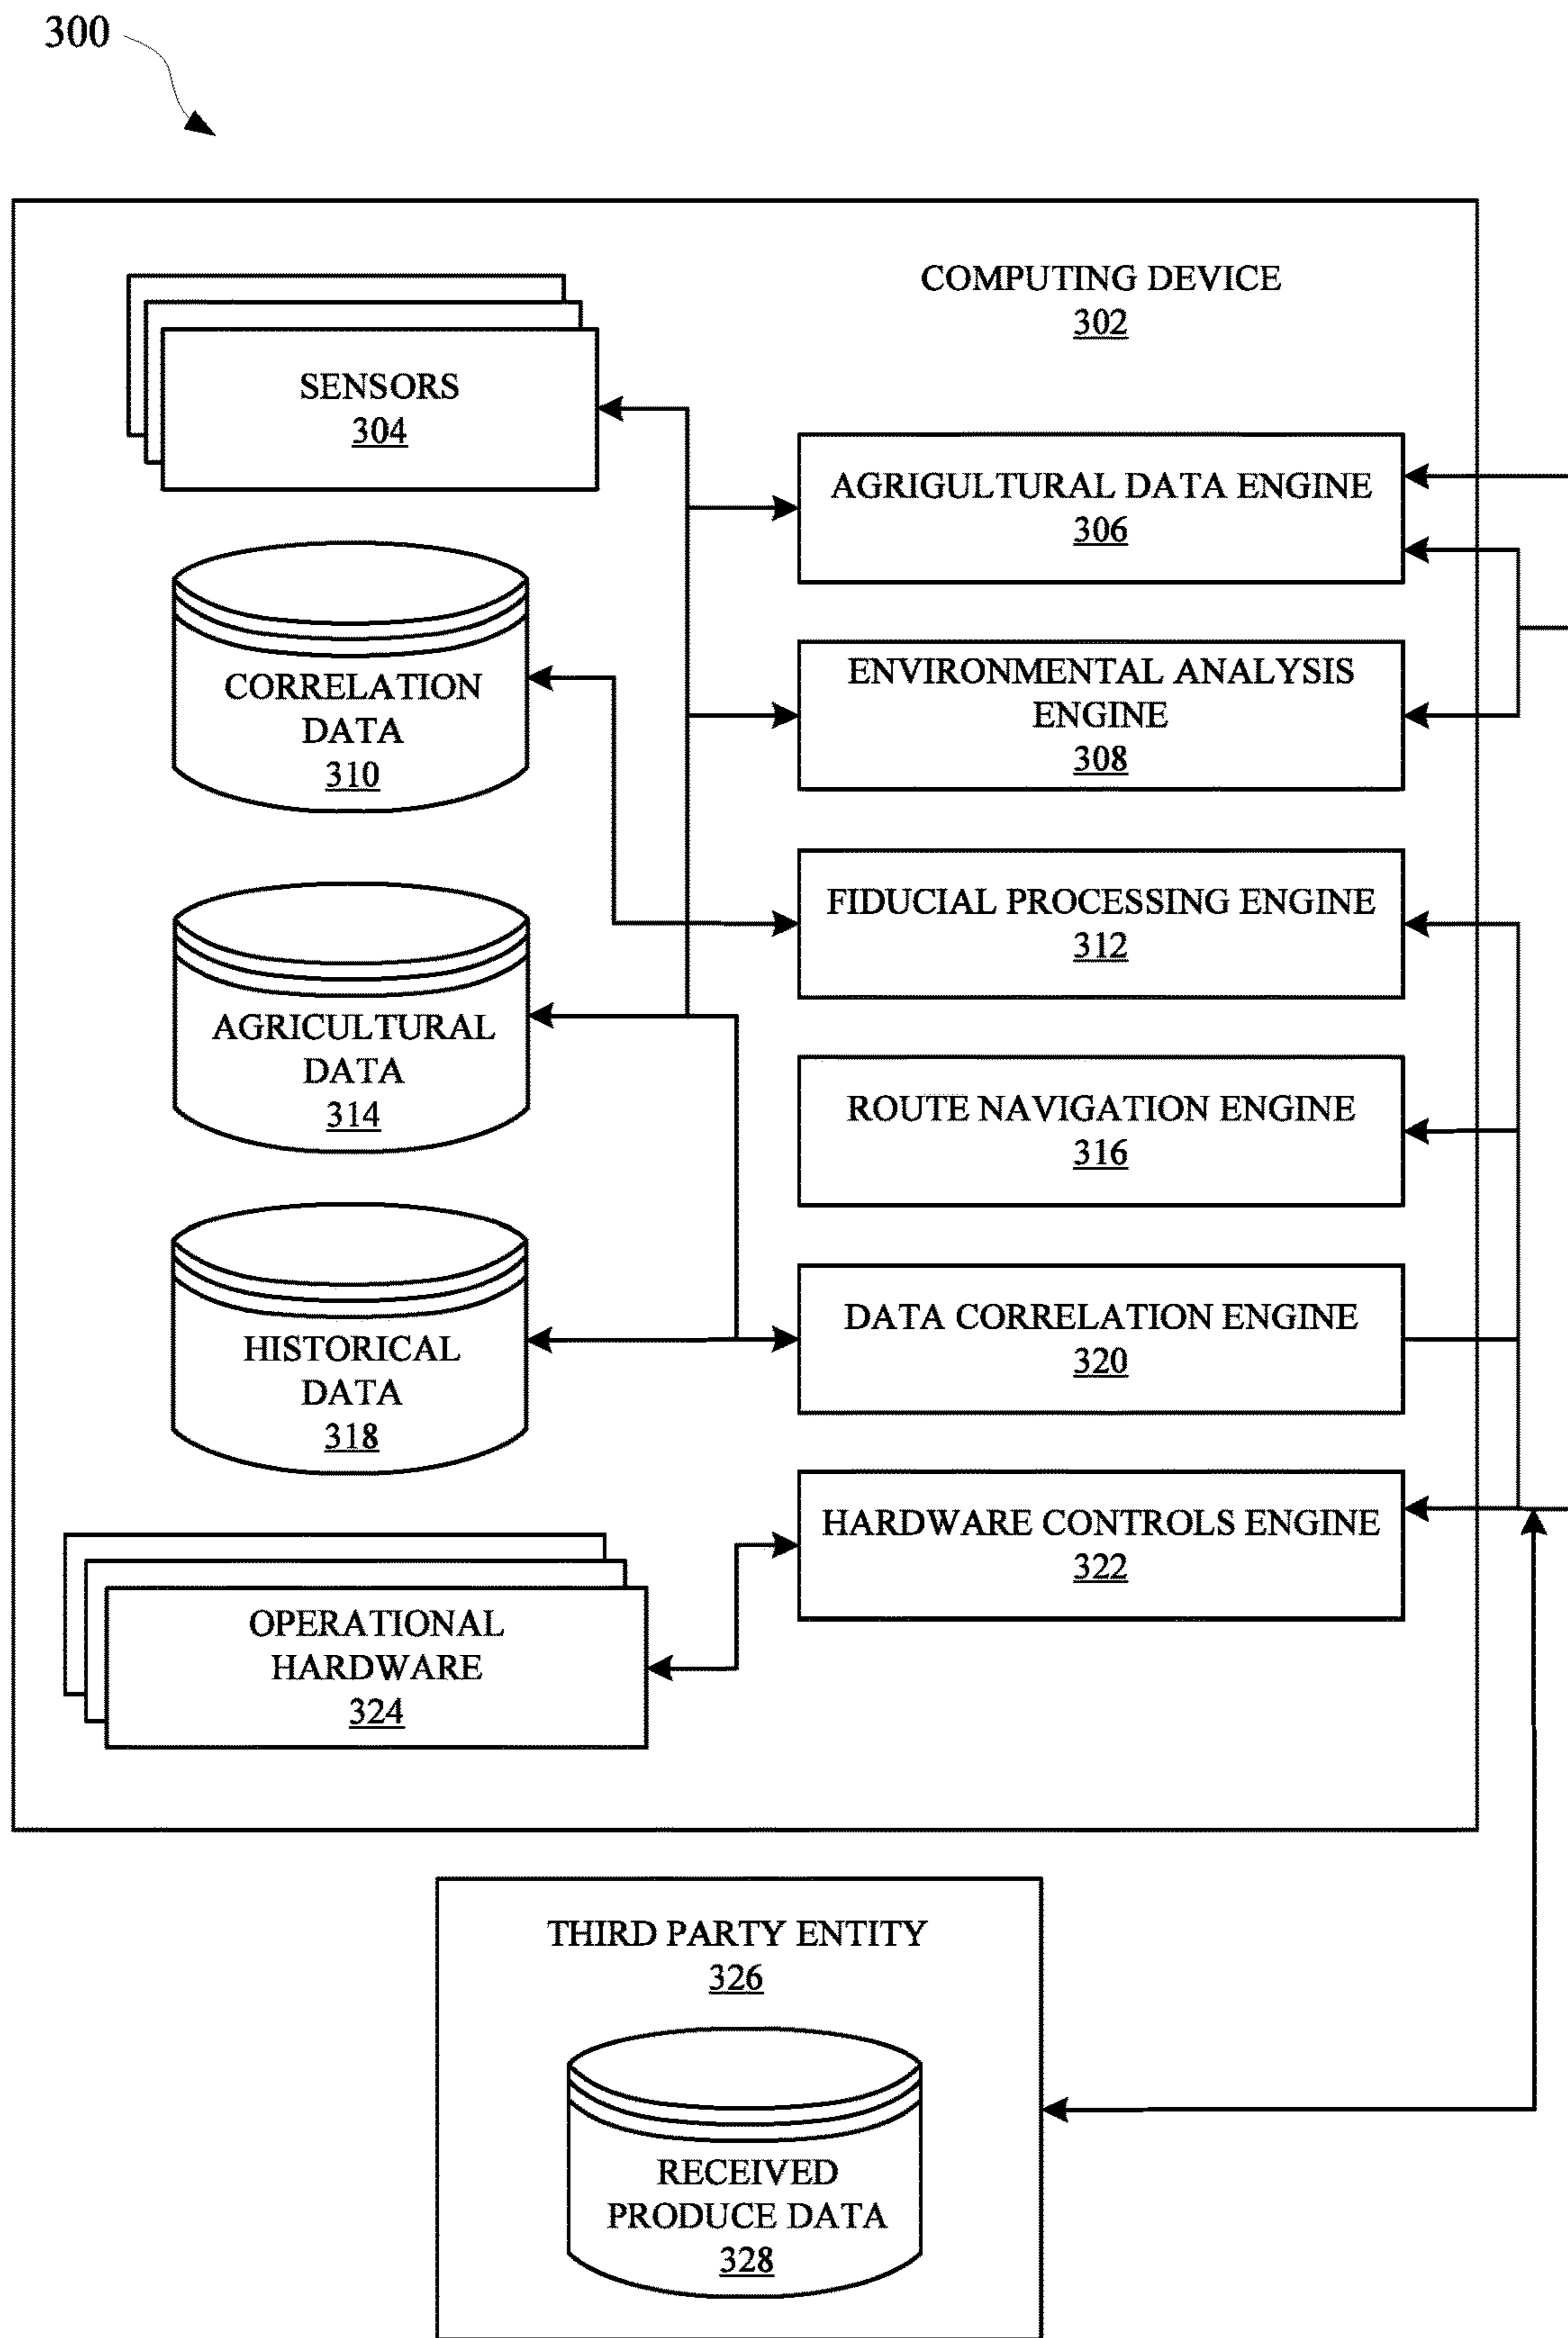 300
COMPUTING DEVICE
302
SENSORS
304
AGRIGULTURAL DATA ENGINE
306
ENVIRONMENTAL ANALYSIS
ENGINE
308
CORRELATION
DATA
310
FIDUCIAL PROCESSING ENGINE
312
AGRICULTURAL
DATA
314
ROUTE NAVIGATION ENGINE
316
HISTORICAL
DATA
318
DATA CORRELATION ENGINE
320
HARDWARE CONTROLS ENGINE
322
OPERATIONAL
HARDWARE
324
THIRD PARTY ENTITY
326
RECEIVED
PRODUCE DATA
328